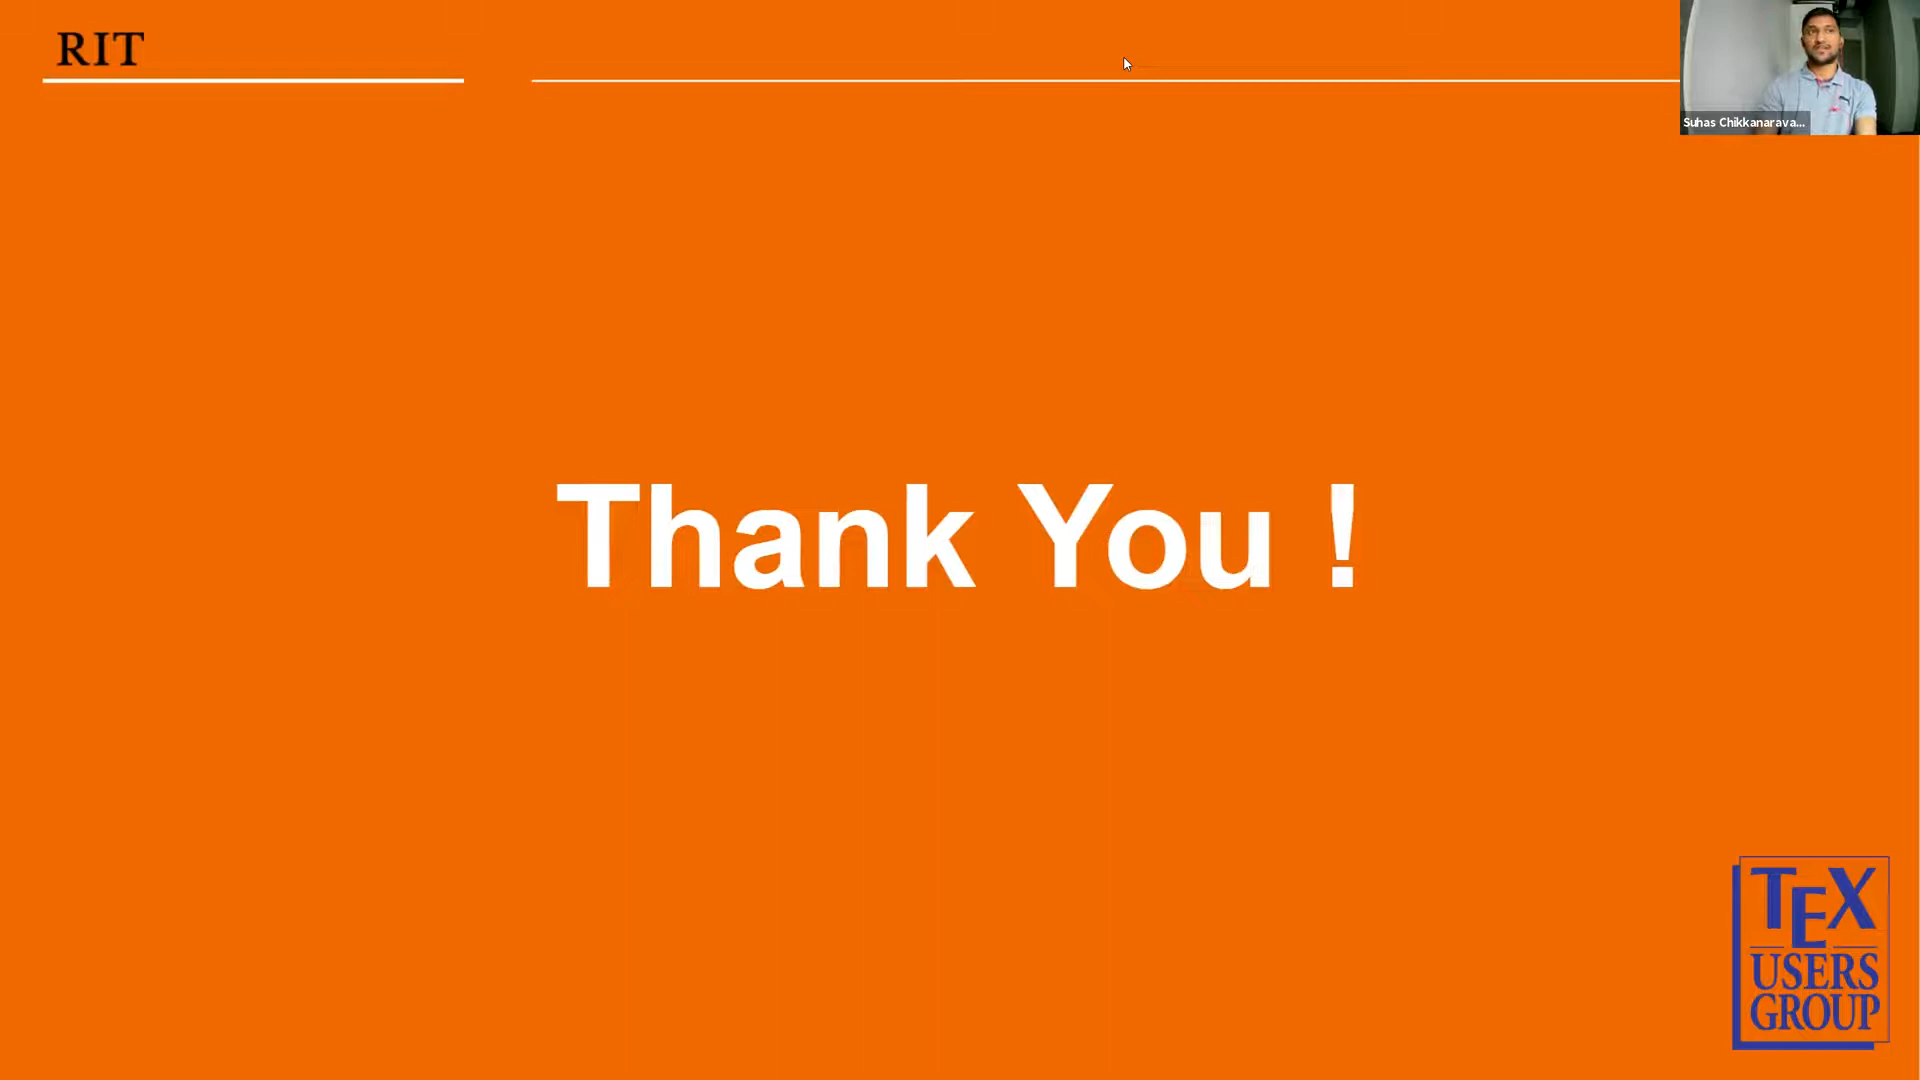 RIT
Suhas Chikkanarava...
Thank You !
TEX
USERS
GROUP